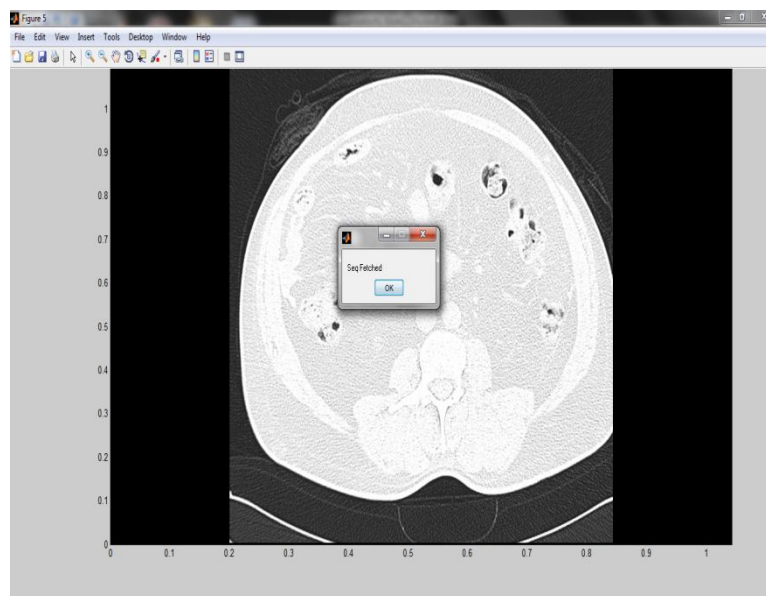 Figure 5
File Edit View Insert Tools Desktop Window Help
1
0.9
0.8
0.7
0.6
0.5
0.4
0.3
0.2
0.1
0
Seq Fetched
OK
0 0.1 0.2 0.3 0.4 0.5 0.6 0.7 0.8 0.9 1